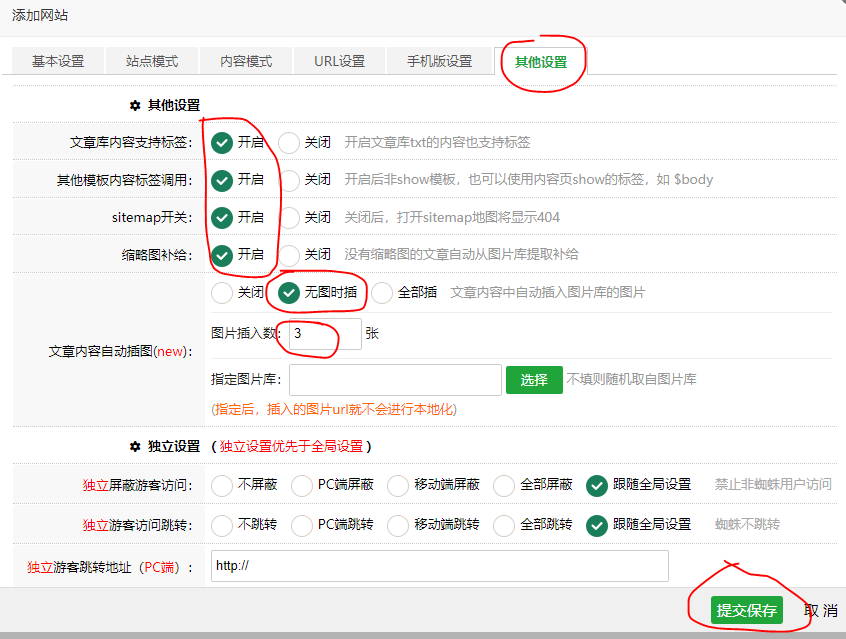 添加网站
基本设置 站点模式 内容模式 URL设置 手机版设置 其他设置
其他设置
文章库内容支持标签： 开启 关闭 开启文章库txt的内容也支持标签
其他模板内容标签调用： 开启 关闭 开启后非show模板，也可以使用内容页show的标签，如 $body
sitemap开关： 开启 关闭 关闭后，打开sitemap地图将显示404
缩略图补给： 开启 关闭 没有缩略图的文章自动从图片库提取补给
关闭 无图时插 全部插 文章内容中自动插入图片库的图片
图片插入数： 3 张
文章内容自动插图(new)：
指定图片库： 选择 不填则随机取自图片库
(指定后，插入的图片url就不会进行本地化)
独立设置 （独立设置优先于全局设置）
独立屏蔽游客访问： 不屏蔽 PC端屏蔽 移动端屏蔽 全部屏蔽 跟随全局设置 禁止非蜘蛛用户访问
独立游客访问跳转： 不跳转 PC端跳转 移动端跳转 全部跳转 跟随全局设置 蜘蛛不跳转
独立游客跳转地址（PC端）： http://
提交保存 取 消